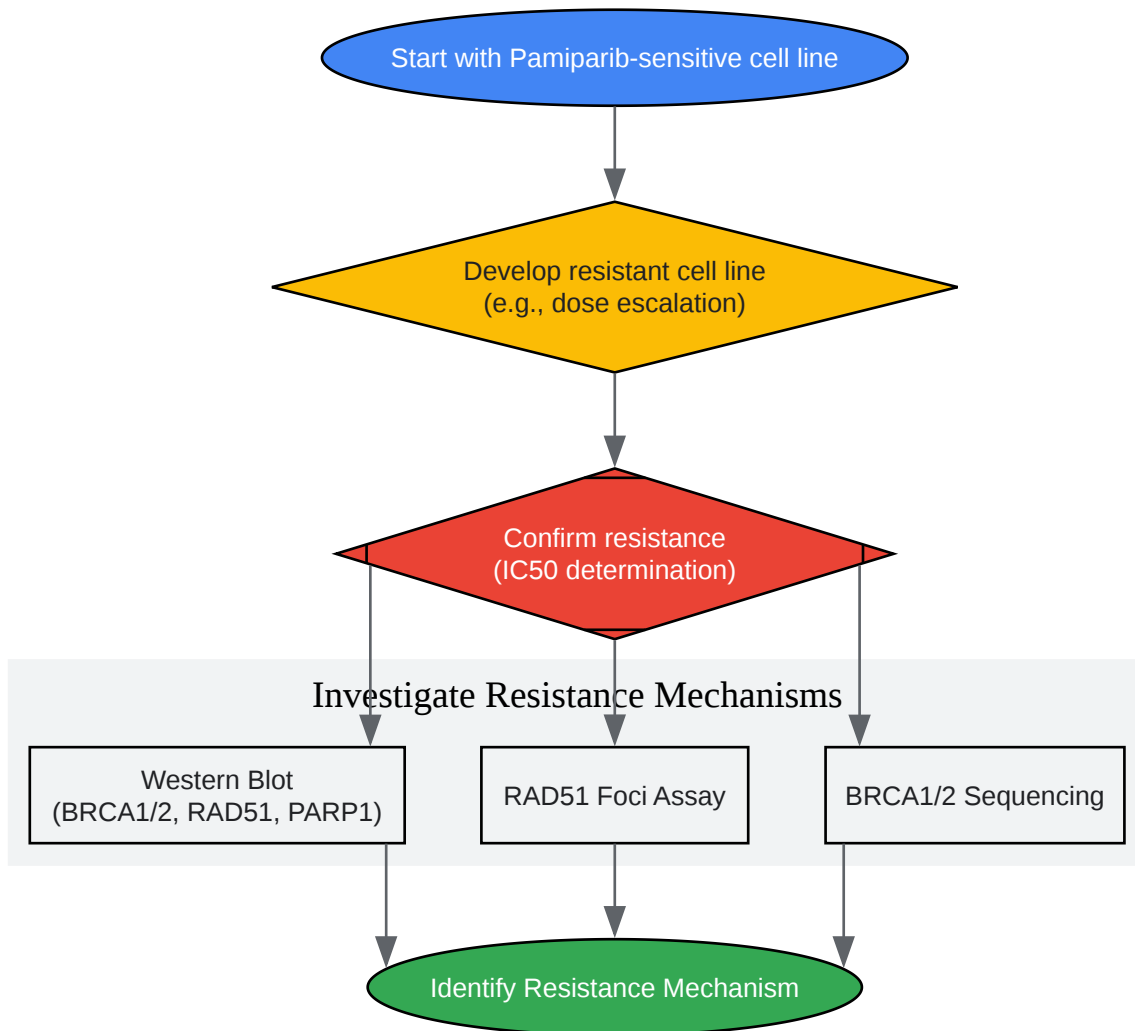 Start with Pamiparib-sensitive cell line
Develop resistant cell line
(e.g., dose escalation)
Confirm resistance
(IC50 determination)
Investigate Resistance Mechanisms
Western Blot
(BRCA1/2, RAD51, PARP1)
RAD51 Foci Assay
BRCA1/2 Sequencing
Identify Resistance Mechanism